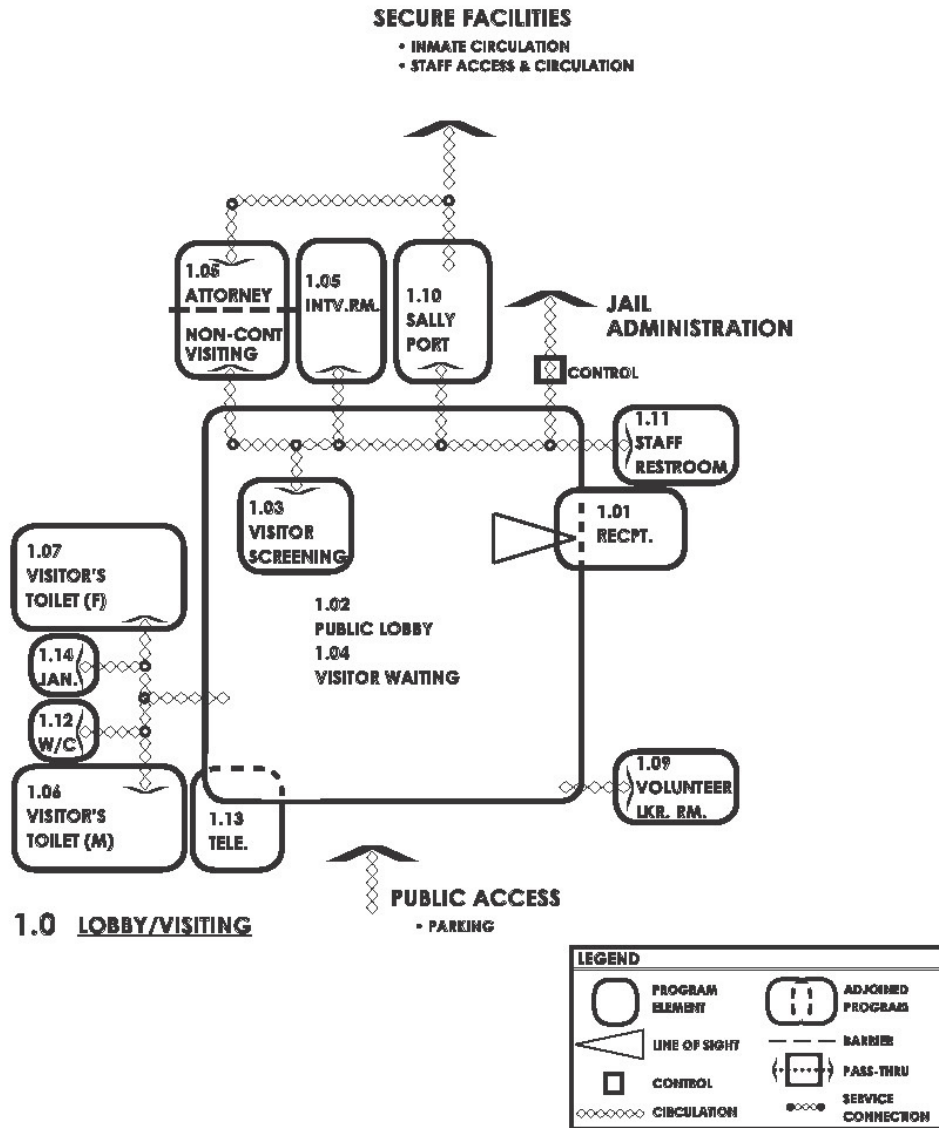 SECURE FACILITIES
• INMATE CIRCULATION
• STAFF ACCESS & CIRCULATION
1.05
ATTORNEY
NON-CONT
VISITING
1.05
INTV.RM.
1.10
SALLY
PORT
JAIL
ADMINISTRATION
CONTROL
1.11
STAFF
RESTROOM
1.03
VISITOR
SCREENING
1.01
RECPT.
1.07
VISITOR'S
TOILET (F)
1.02
PUBLIC LOBBY
1.04
VISITOR WAITING
1.14
JAN.
1.12
W/C
1.06
VISITOR'S
TOILET (M)
1.13
TELE.
1.09
VOLUNTEER
LKR. RM.
PUBLIC ACCESS
• PARKING
1.0 LOBBY/VISITING
LEGEND
PROGRAM
ELEMENT
ADJOINED
PROGRAM
LINE OF SIGHT
BARRIER
PASS-THRU
CONTROL
CIRCULATION
SERVICE
CONNECTION